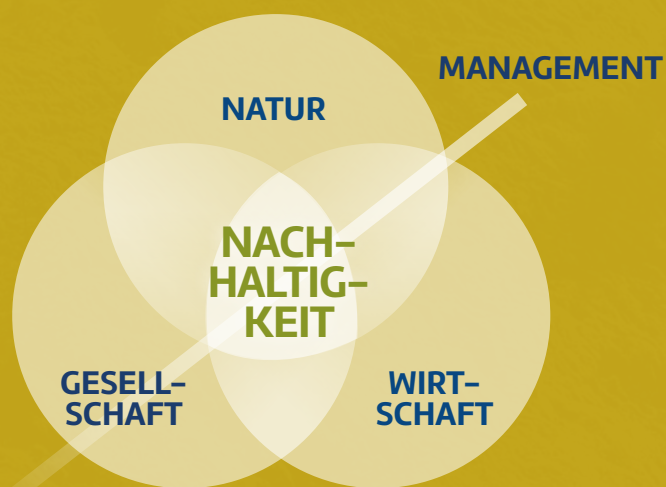 MANAGEMENT
NATUR
NACH-
HALTIG-
KEIT
GESELL-
SCHAFT
WIRT-
SCHAFT